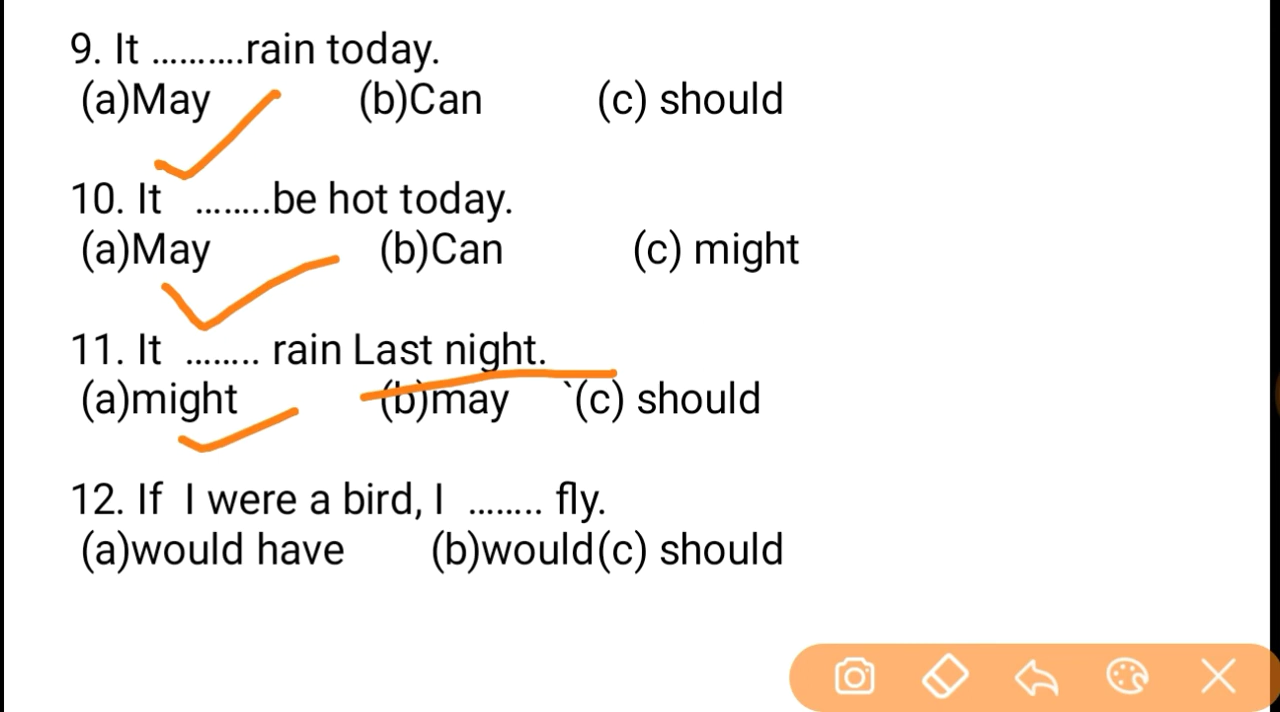 9. It ..........rain today.
(a)May (b)Can (c) should
10. It ........be hot today.
(a)May (b)Can (c) might
11. It ........ rain Last night.
(a)might (b)may `(c) should
12. If I were a bird, I ........ fly.
(a)would have (b)would(c) should